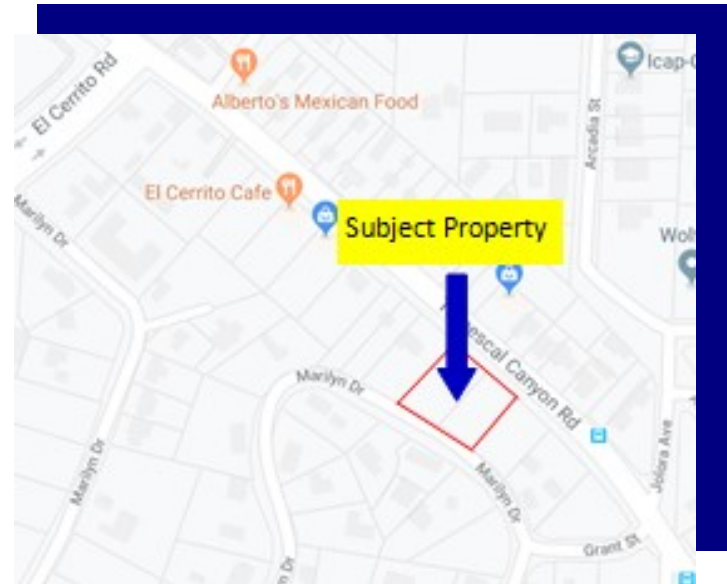 El Cerrito Rd
Alberto's Mexican Food
Icap-
Arcadia St
El Cerrito Cafe
Marilyn Dr
Subject Property
Wol
escal Canyon Rd
Marilyn Dr
Marilyn Dr
Jolora Ave
Marilyn Dr
Grant St
n Dr